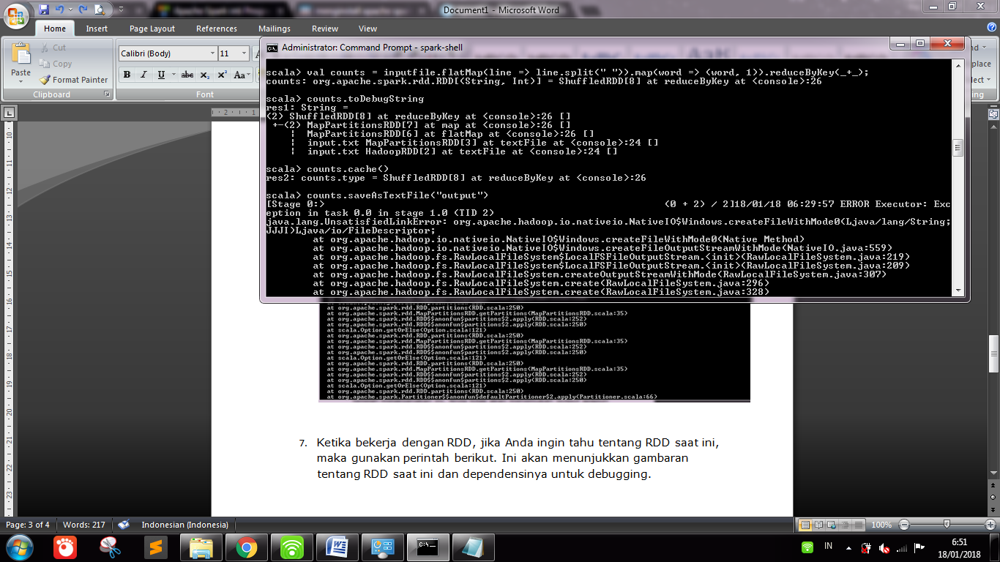 Document1 - Microsoft Word
Home Insert Page Layout References Mailings Review View
Paste
Cut
Copy
Format Painter
Clipboard
Calibri (Body) 11
B I U abc x₂ x² Aa
Font
Administrator: Command Prompt - spark-shell
scala> val counts = inputfile.flatMap(line => line.split(" ")).map(word => (word, 1)).reduceByKey(_+_);
counts: org.apache.spark.rdd.RDD[(String, Int)] = ShuffledRDD[8] at reduceByKey at <console>:26
scala> counts.toDebugString
res1: String =
(2) ShuffledRDD[8] at reduceByKey at <console>:26 []
+-(2) MapPartitionsRDD[7] at map at <console>:26 []
| MapPartitionsRDD[6] at flatMap at <console>:26 []
| input.txt MapPartitionsRDD[3] at textFile at <console>:24 []
| input.txt HadoopRDD[2] at textFile at <console>:24 []
scala> counts.cache()
res2: counts.type = ShuffledRDD[8] at reduceByKey at <console>:26
scala> counts.saveAsTextFile("output")
[Stage 0:> (0 + 2) / 2]18/01/18 06:29:57 ERROR Executor: Exc
eption in task 0.0 in stage 1.0 (TID 2)
java.lang.UnsatisfiedLinkError: org.apache.hadoop.io.nativeio.NativeIO$Windows.createFileWithMode0(Ljava/lang/String;
JJJI)Ljava/io/FileDescriptor;
at org.apache.hadoop.io.nativeio.NativeIO$Windows.createFileWithMode0(Native Method)
at org.apache.hadoop.io.nativeio.NativeIO$Windows.createFileOutputStreamWithMode(NativeIO.java:559)
at org.apache.hadoop.fs.RawLocalFileSystem$LocalFSFileOutputStream.<init>(RawLocalFileSystem.java:219)
at org.apache.hadoop.fs.RawLocalFileSystem$LocalFSFileOutputStream.<init>(RawLocalFileSystem.java:209)
at org.apache.hadoop.fs.RawLocalFileSystem.createOutputStreamWithMode(RawLocalFileSystem.java:307)
at org.apache.hadoop.fs.RawLocalFileSystem.create(RawLocalFileSystem.java:296)
at org.apache.hadoop.fs.RawLocalFileSystem.create(RawLocalFileSystem.java:328)
at org.apache.spark.rdd.RDD.partitions(RDD.scala:250)
at org.apache.spark.rdd.MapPartitionsRDD.getPartitions(MapPartitionsRDD.scala:35)
at org.apache.spark.rdd.RDD$$anonfun$partitions$2.apply(RDD.scala:252)
at org.apache.spark.rdd.RDD$$anonfun$partitions$2.apply(RDD.scala:250)
at scala.Option.getOrElse(Option.scala:121)
at org.apache.spark.rdd.RDD.partitions(RDD.scala:250)
at org.apache.spark.rdd.MapPartitionsRDD.getPartitions(MapPartitionsRDD.scala:35)
at org.apache.spark.rdd.RDD$$anonfun$partitions$2.apply(RDD.scala:252)
at org.apache.spark.rdd.RDD$$anonfun$partitions$2.apply(RDD.scala:250)
at scala.Option.getOrElse(Option.scala:121)
at org.apache.spark.rdd.RDD.partitions(RDD.scala:250)
at org.apache.spark.rdd.MapPartitionsRDD.getPartitions(MapPartitionsRDD.scala:35)
at org.apache.spark.rdd.RDD$$anonfun$partitions$2.apply(RDD.scala:252)
at org.apache.spark.rdd.RDD$$anonfun$partitions$2.apply(RDD.scala:250)
at scala.Option.getOrElse(Option.scala:121)
at org.apache.spark.rdd.RDD.partitions(RDD.scala:250)
at org.apache.spark.Partitioner$$anonfun$defaultPartitioner$2.apply(Partitioner.scala:66)
7. Ketika bekerja dengan RDD, jika Anda ingin tahu tentang RDD saat ini,
maka gunakan perintah berikut. Ini akan menunjukkan gambaran
tentang RDD saat ini dan dependensinya untuk debugging.
Page: 3 of 4 Words: 217 Indonesian (Indonesia) 100%
IN
6:51
18/01/2018